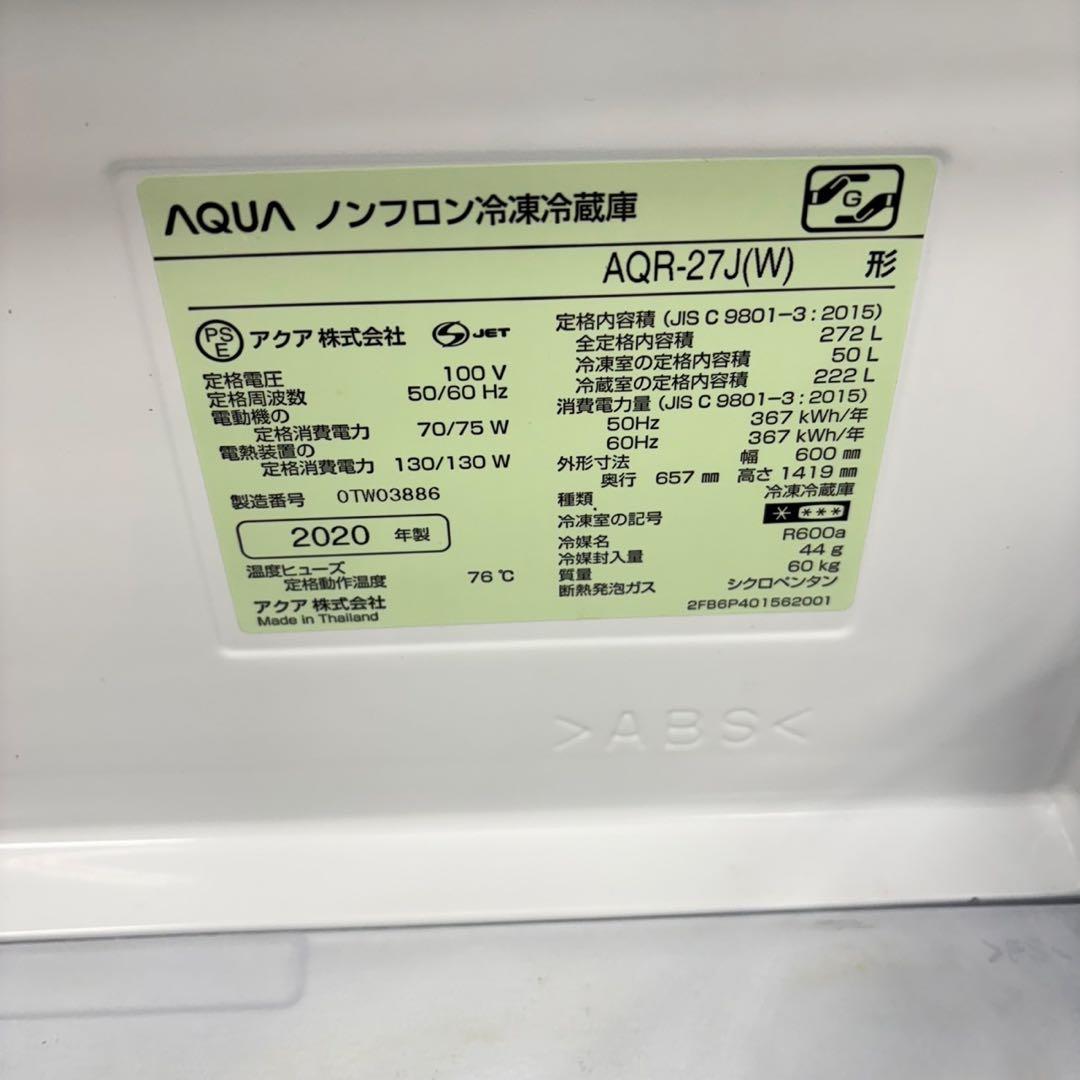 AQUA ノンフロン冷凍冷蔵庫
G
AQR-27J(W) 形
PS
E
アクア 株式会社
S JET
定格電圧 100 V
定格周波数 50/60 Hz
電動機の
定格消費電力 70/75 W
電熱装置の
定格消費電力 130/130 W
製造番号 0TW03886
2020 年製
温度ヒューズ
定格動作温度 76 ℃
アクア 株式会社
Made in Thailand
定格内容積 (JIS C 9801-3 : 2015)
全定格内容積 272 L
冷凍室の定格内容積 50 L
冷蔵室の定格内容積 222 L
消費電力量 (JIS C 9801-3 : 2015)
50Hz 367 kWh/年
60Hz 367 kWh/年
外形寸法 幅 600 ㎜
奥行 657 ㎜ 高さ 1419 ㎜
種類 冷凍冷蔵庫
冷凍室の記号 * ***
冷媒名 R600a
冷媒封入量 44 g
質量 60 kg
断熱発泡ガス シクロペンタン
2FB6P401562001
>ABS<